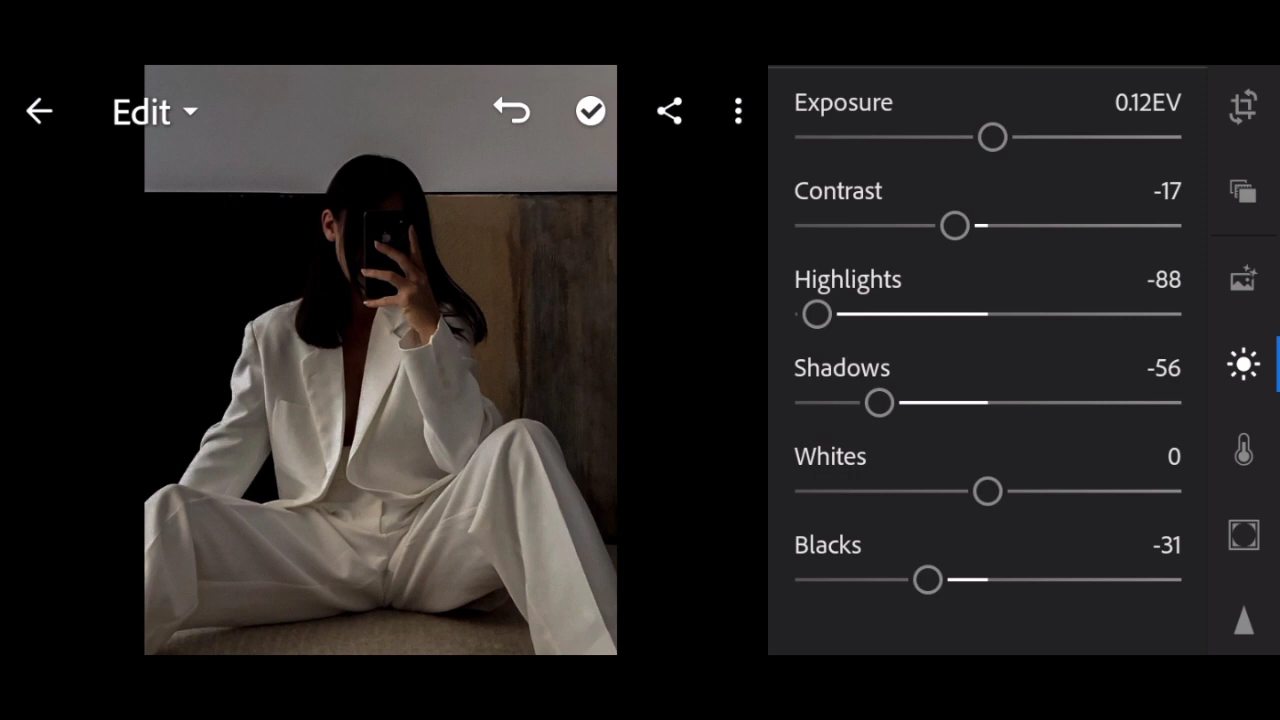 Edit
Exposure 0.12EV
Contrast -17
Highlights -88
Shadows -56
Whites 0
Blacks -31